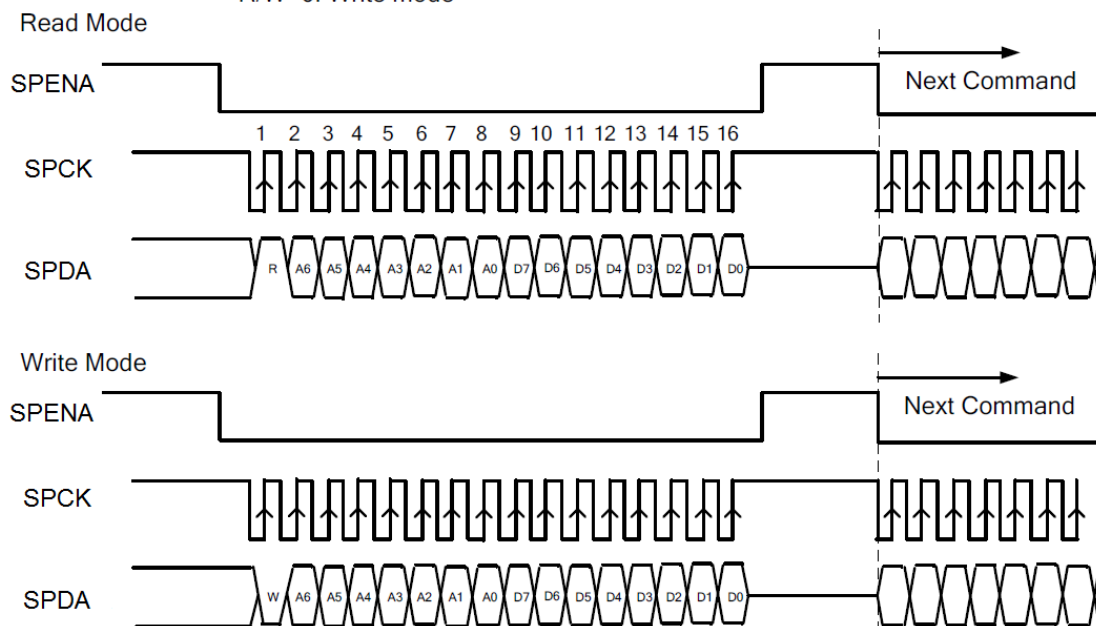 Read Mode
SPENA
Next Command
1 2 3 4 5 6 7 8 9 10 11 12 13 14 15 16
SPCK
SPDA
R A6 A5 A4 A3 A2 A1 A0 D7 D6 D5 D4 D3 D2 D1 D0
Write Mode
SPENA
Next Command
SPCK
SPDA
W A6 A5 A4 A3 A2 A1 A0 D7 D6 D5 D4 D3 D2 D1 D0